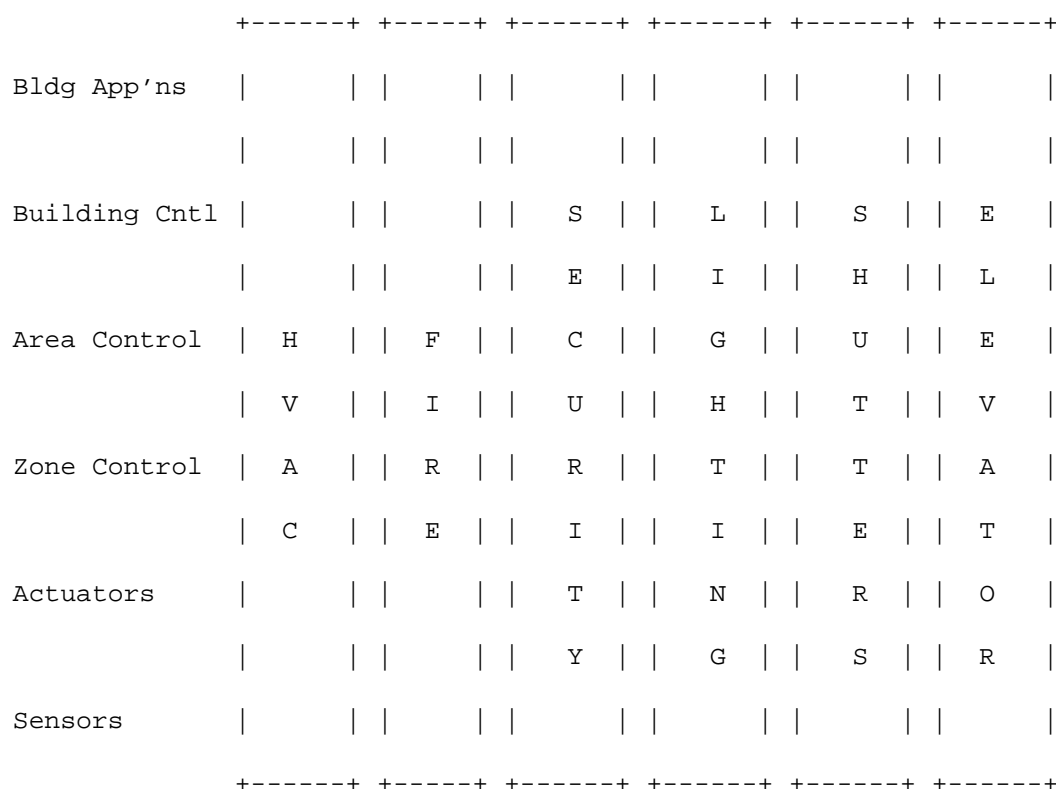 +------+ +-----+ +------+ +------+ +------+ +------+
Bldg App'ns   |      | |     | |      | |      | |      | |      |
              |      | |     | |      | |      | |      | |      |
Building Cntl |      | |     | |   S  | |   L  | |   S  | |  E   |
              |      | |     | |   E  | |   I  | |   H  | |  L   |
Area Control  |  H   | |  F  | |   C  | |   G  | |   U  | |  E   |
              |  V   | |  I  | |   U  | |   H  | |   T  | |  V   |
Zone Control  |  A   | |  R  | |   R  | |   T  | |   T  | |  A   |
              |  C   | |  E  | |   I  | |   I  | |   E  | |  T   |
Actuators     |      | |     | |   T  | |   N  | |   R  | |  O   |
              |      | |     | |   Y  | |   G  | |   S  | |  R   |
Sensors       |      | |     | |      | |      | |      | |      |
              +------+ +-----+ +------+ +------+ +------+ +------+